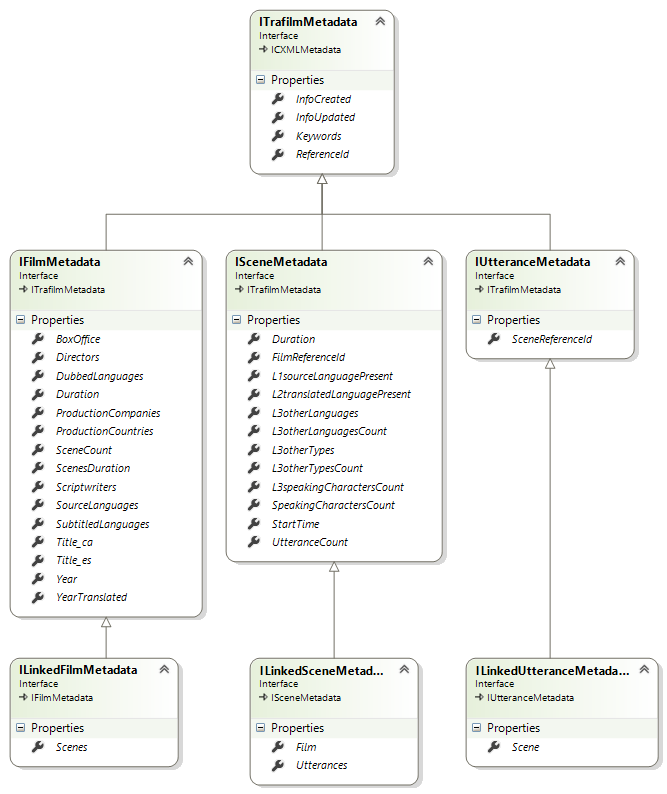 ITrafilmMetadata
Interface
ICXMLMetadata
Properties
InfoCreated
InfoUpdated
Keywords
ReferenceId
IFilmMetadata
Interface
ITrafilmMetadata
Properties
BoxOffice
Directors
DubbedLanguages
Duration
ProductionCompanies
ProductionCountries
SceneCount
ScenesDuration
Scriptwriters
SourceLanguages
SubtitledLanguages
Title_ca
Title_es
Year
YearTranslated
ISceneMetadata
Interface
ITrafilmMetadata
Properties
Duration
FilmReferenceId
L1sourceLanguagePresent
L2translatedLanguagePresent
L3otherLanguages
L3otherLanguagesCount
L3otherTypes
L3otherTypesCount
L3speakingCharactersCount
SpeakingCharactersCount
StartTime
UtteranceCount
IUtteranceMetadata
Interface
ITrafilmMetadata
Properties
SceneReferenceId
ILinkedFilmMetadata
Interface
IFilmMetadata
Properties
Scenes
ILinkedSceneMetad...
Interface
ISceneMetadata
Properties
Film
Utterances
ILinkedUtteranceMetada...
Interface
IUtteranceMetadata
Properties
Scene